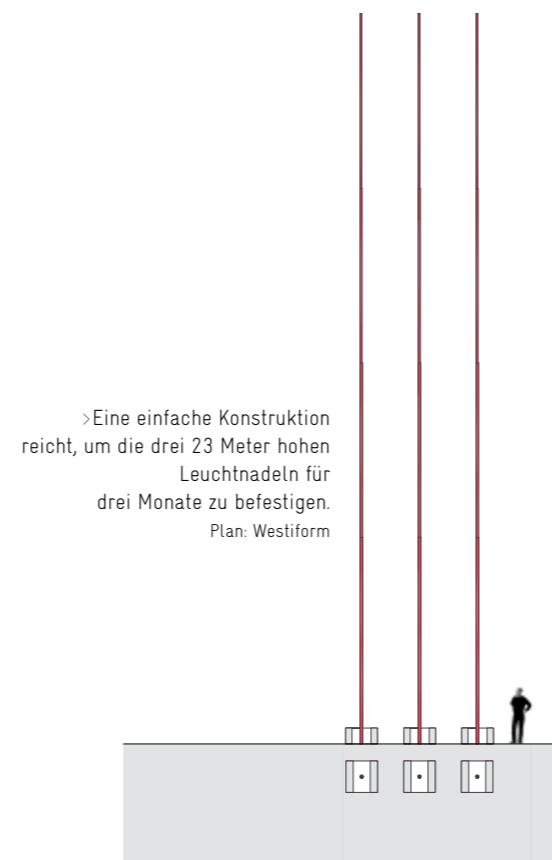 >Eine einfache Konstruktion
reicht, um die drei 23 Meter hohen
Leuchtnadeln für
drei Monate zu befestigen.
Plan: Westiform